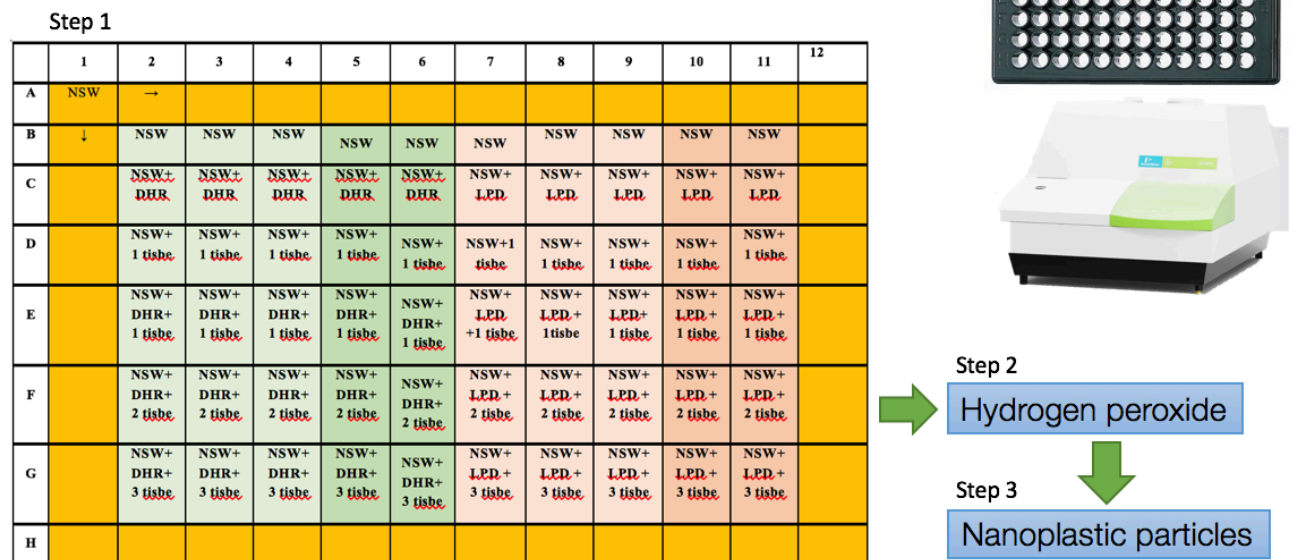 Step 1
1 2 3 4 5 6 7 8 9 10 11 12
A NSW →
B ↓ NSW NSW NSW NSW NSW NSW NSW NSW NSW NSW
C NSW+ NSW+ NSW+ NSW+ NSW+ NSW+ NSW+ NSW+ NSW+ NSW+
DHR DHR DHR DHR DHR LPD LPD LPD LPD LPD
D NSW+ NSW+ NSW+ NSW+ NSW+ NSW+1 NSW+ NSW+ NSW+ NSW+
1 tisbe 1 tisbe 1 tisbe 1 tisbe 1 tisbe tisbe 1 tisbe 1 tisbe 1 tisbe 1 tisbe
E NSW+ NSW+ NSW+ NSW+ NSW+ NSW+ NSW+ NSW+ NSW+ NSW+
DHR+ DHR+ DHR+ DHR+ DHR+ LPD LPD + LPD+ LPD + LPD +
1 tisbe 1 tisbe 1 tisbe 1 tisbe 1 tisbe +1 tisbe 1tisbe 1 tisbe 1 tisbe 1 tisbe
F NSW+ NSW+ NSW+ NSW+ NSW+ NSW+ NSW+ NSW+ NSW+ NSW+
DHR+ DHR+ DHR+ DHR+ DHR+ LPD + LPD + LPD + LPD + LPD +
2 tisbe 2 tisbe 2 tisbe 2 tisbe 2 tisbe 2 tisbe 2 tisbe 2 tisbe 2 tisbe 2 tisbe
G NSW+ NSW+ NSW+ NSW+ NSW+ NSW+ NSW+ NSW+ NSW+ NSW+
DHR+ DHR+ DHR+ DHR+ DHR+ LPD + LPD + LPD + LPD + LPD +
3 tisbe 3 tisbe 3 tisbe 3 tisbe 3 tisbe 3 tisbe 3 tisbe 3 tisbe 3 tisbe 3 tisbe
H
Step 2
Hydrogen peroxide
Step 3
Nanoplastic particles